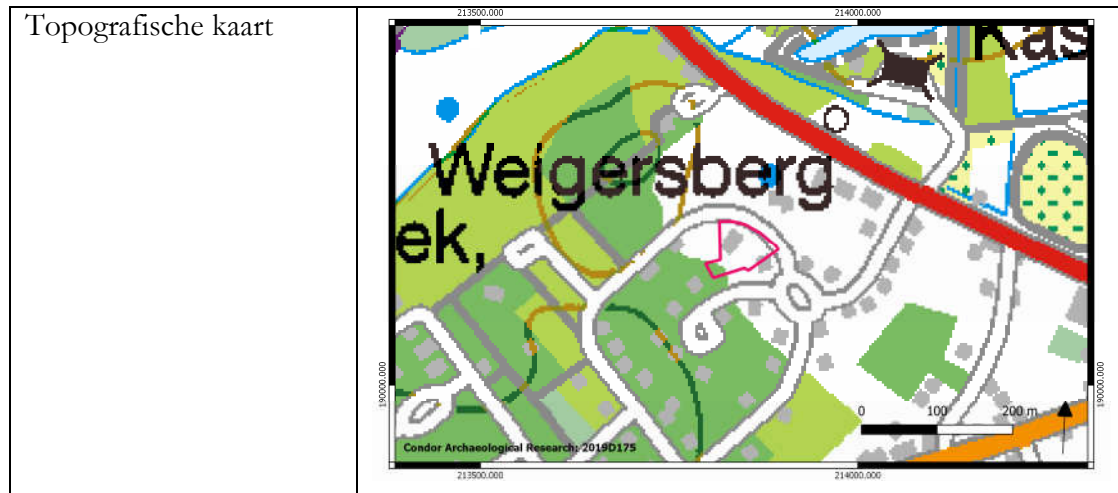 Topografische kaart
213500.000 214000.000
Kas
Weigersberg
ek,
190000.000 190000.000
0 100 200 m
Condor Archaeological Research: 2019D175
213500.000 214000.000